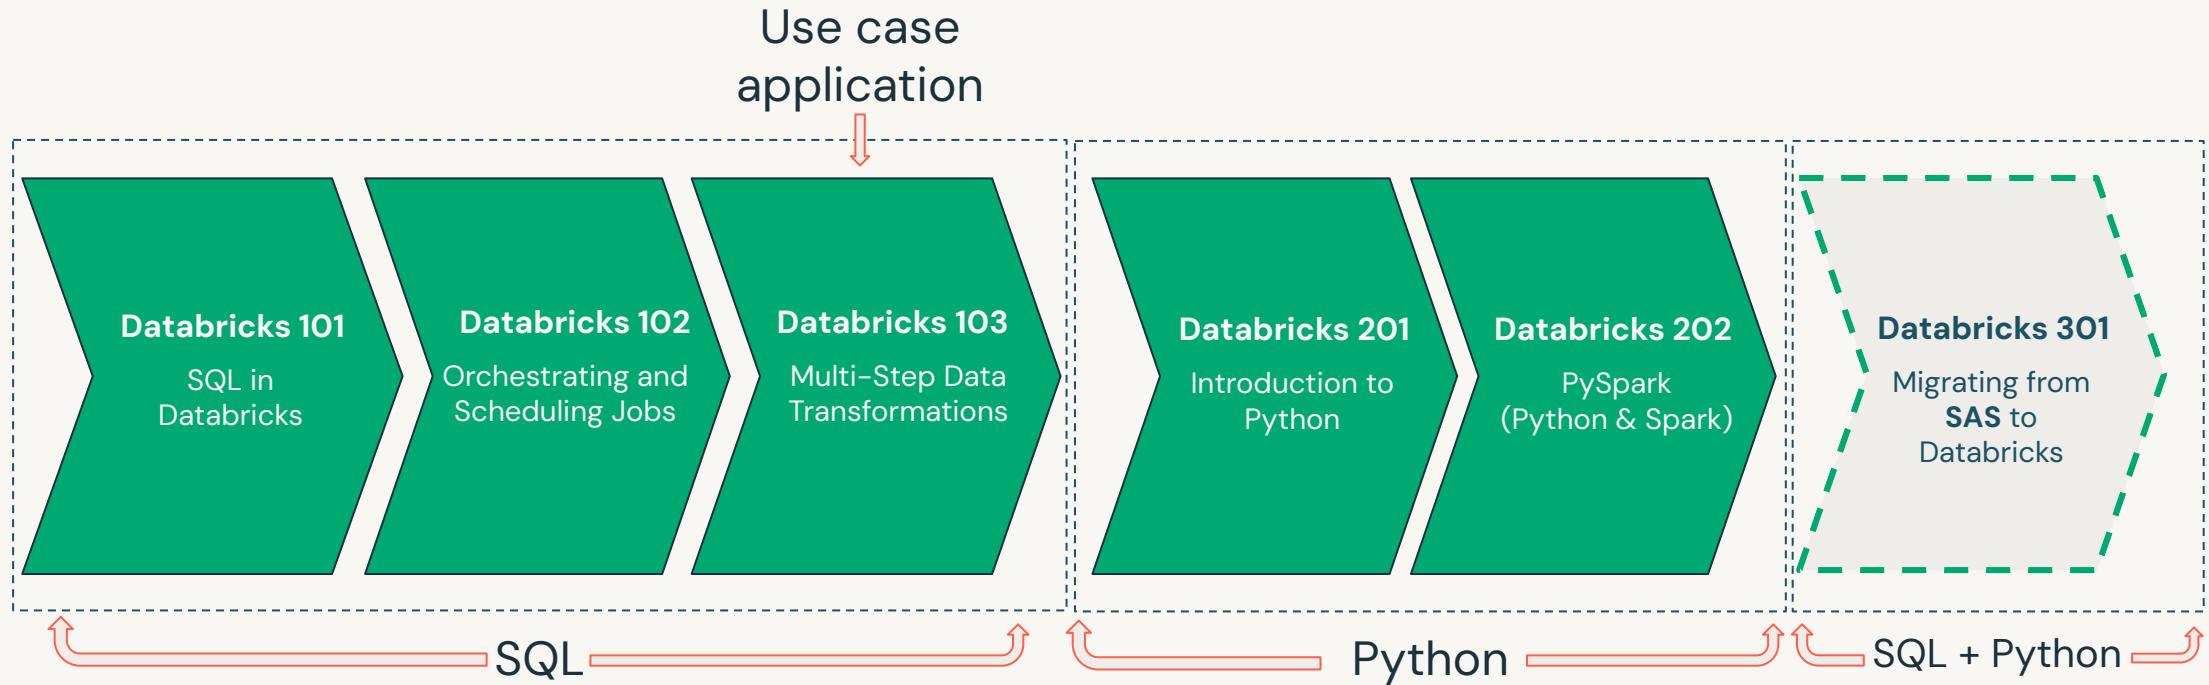 Use case
application
Databricks 101
SQL in
Databricks
Databricks 102
Orchestrating and
Scheduling Jobs
Databricks 103
Multi-Step Data
Transformations
Databricks 201
Introduction to
Python
Databricks 202
PySpark
(Python & Spark)
Databricks 301
Migrating from
SAS to
Databricks
SQL
Python
SQL + Python